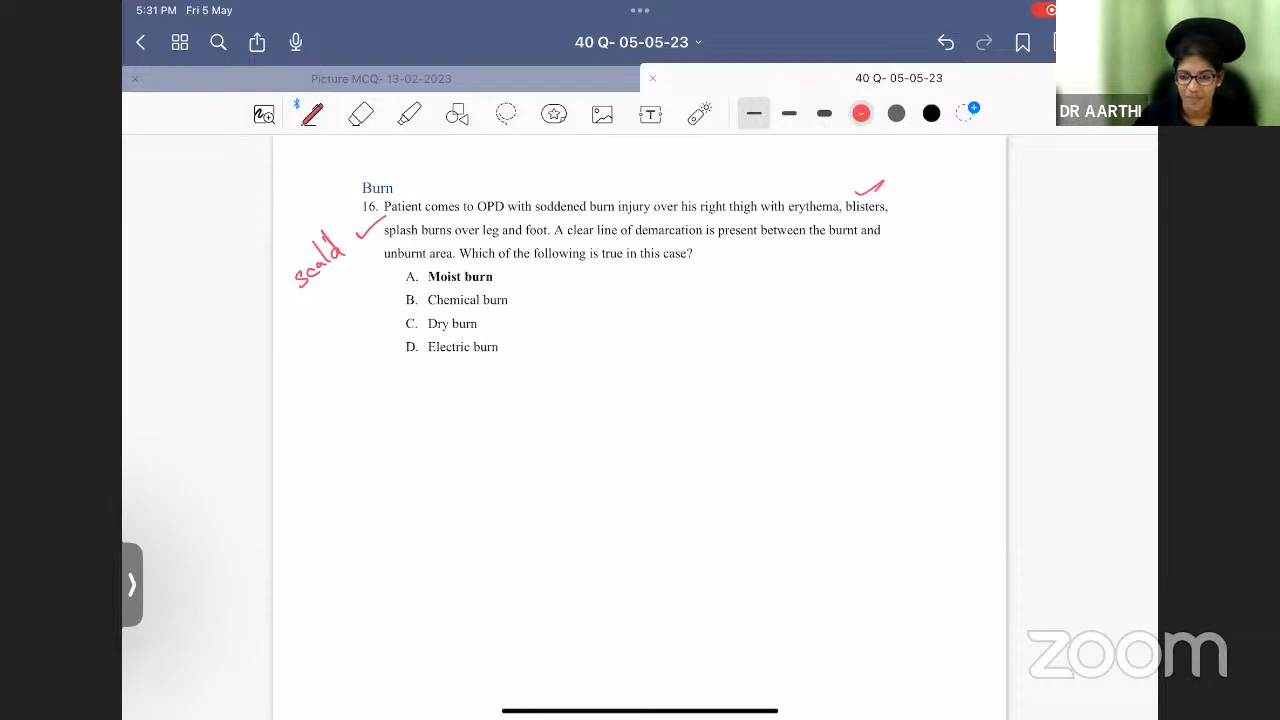 5:31 PM Fri 5 May
40 Q- 05-05-23
Picture MCQ- 13-02-2023
40 Q- 05-05-23
DR AARTHI
Burn
16. Patient comes to OPD with soddened burn injury over his right thigh with erythema, blisters,
splash burns over leg and foot. A clear line of demarcation is present between the burnt and
unburnt area. Which of the following is true in this case?
scald
A. Moist burn
B. Chemical burn
C. Dry burn
D. Electric burn
zoom